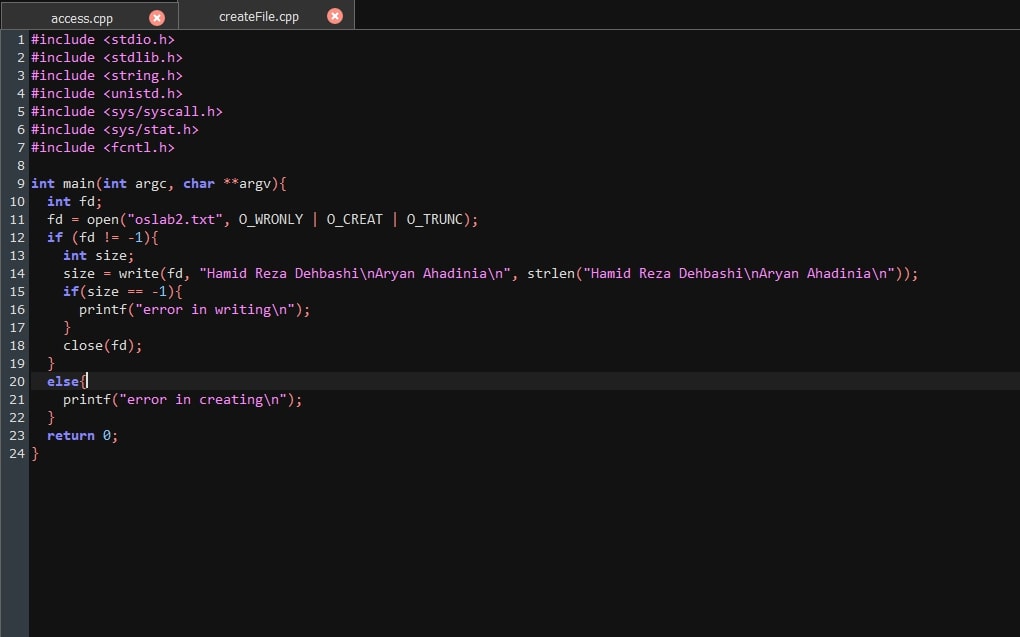 access.cpp createFile.cpp
1 #include <stdio.h>
2 #include <stdlib.h>
3 #include <string.h>
4 #include <unistd.h>
5 #include <sys/syscall.h>
6 #include <sys/stat.h>
7 #include <fcntl.h>
8
9 int main(int argc, char **argv){
10   int fd;
11   fd = open("oslab2.txt", O_WRONLY | O_CREAT | O_TRUNC);
12   if (fd != -1){
13     int size;
14     size = write(fd, "Hamid Reza Dehbashi\nAryan Ahadinia\n", strlen("Hamid Reza Dehbashi\nAryan Ahadinia\n"));
15     if(size == -1){
16       printf("error in writing\n");
17     }
18     close(fd);
19   }
20   else{
21     printf("error in creating\n");
22   }
23   return 0;
24 }